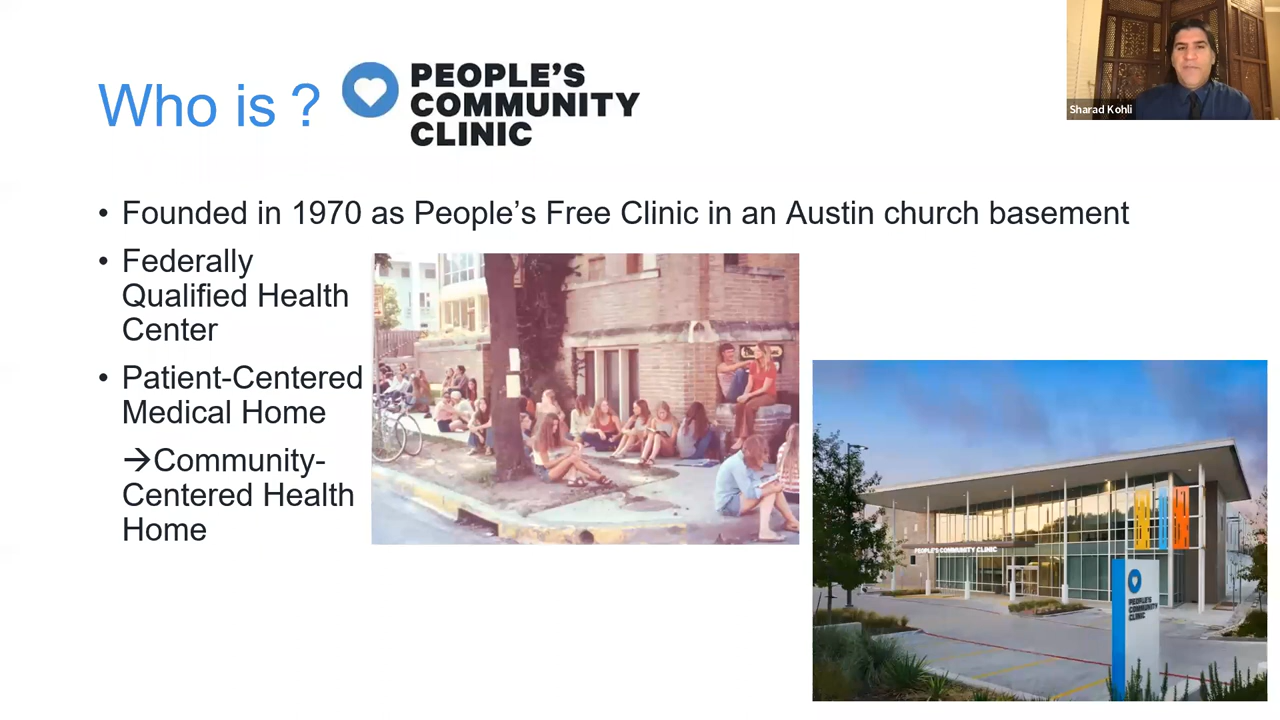 Who is ?
PEOPLE'S
COMMUNITY
CLINIC
Sharad Kohli
• Founded in 1970 as People's Free Clinic in an Austin church basement
• Federally
Qualified Health
Center
• Patient-Centered
Medical Home
→Community-
Centered Health
Home
PEOPLE'S COMMUNITY CLINIC
PEOPLE'S
COMMUNITY
CLINIC